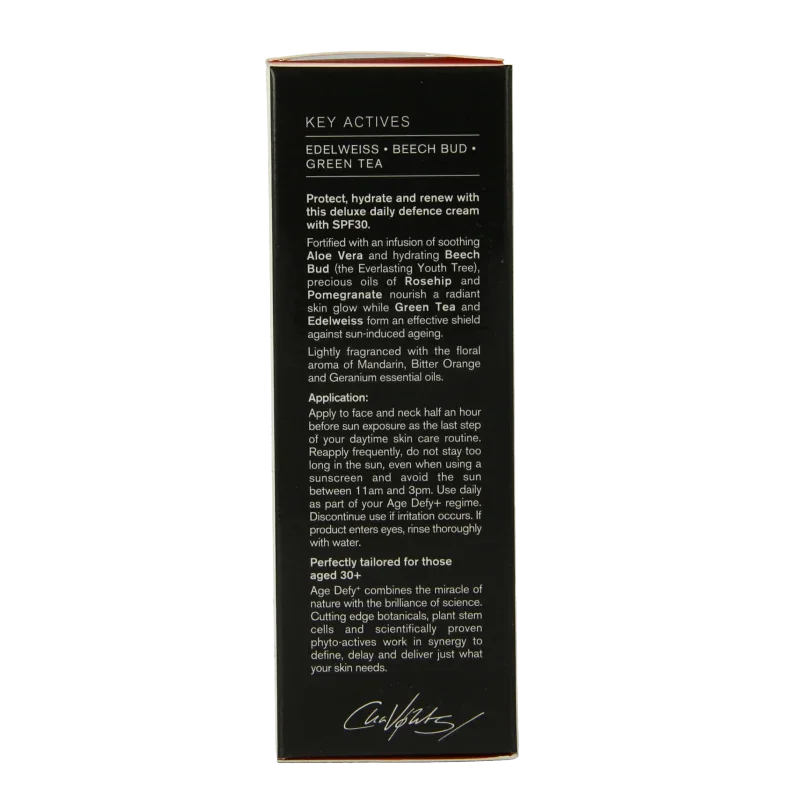 KEY ACTIVES
EDELWEISS • BEECH BUD •
GREEN TEA
Protect, hydrate and renew with
this deluxe daily defence cream
with SPF30.
Fortified with an infusion of soothing
Aloe Vera and hydrating Beech
Bud (the Everlasting Youth Tree),
precious oils of Rosehip and
Pomegranate nourish a radiant
skin glow while Green Tea and
Edelweiss form an effective shield
against sun-induced ageing.
Lightly fragranced with the floral
aroma of Mandarin, Bitter Orange
and Geranium essential oils.
Application:
Apply to face and neck half an hour
before sun exposure as the last step
of your daytime skin care routine.
Reapply frequently, do not stay too
long in the sun, even when using a
sunscreen and avoid the sun
between 11am and 3pm. Use daily
as part of your Age Defy+ regime.
Discontinue use if irritation occurs. If
product enters eyes, rinse thoroughly
with water.
Perfectly tailored for those
aged 30+
Age Defy+ combines the miracle of
nature with the brilliance of science.
Cutting edge botanicals, plant stem
cells and scientifically proven
phyto-actives work in synergy to
define, delay and deliver just what
your skin needs.